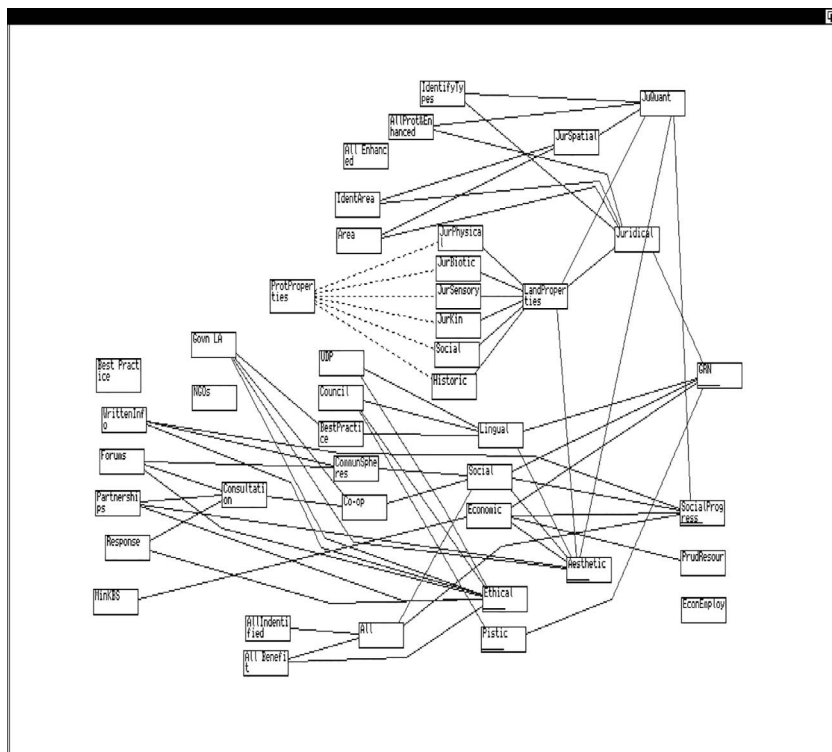 IdentifyTy
pes
JuQuant
AllProt&En
hanced
JurSpatial
All Enhanc
ed
IdentArea
Area
JurPhysic
al
Juridical
JurBiotic
ProtProper
ties
JurSensory
LandProper
ties
JurKin
Social
Historic
Govn LA
UDP
Best Pract
ice
NGOs
Council
GRN
WrittenInf
o
BestPracti
ce
Lingual
Forums
CommunSphe
res
Social
Partnershi
ps
Consultati
on
Co-op
Economic
SocialProg
ress
Response
Aesthetic
PrudResour
MinKBS
Ethical
EconEmploy
AllIndenti
fied
All
Pistic
All Benefi
t